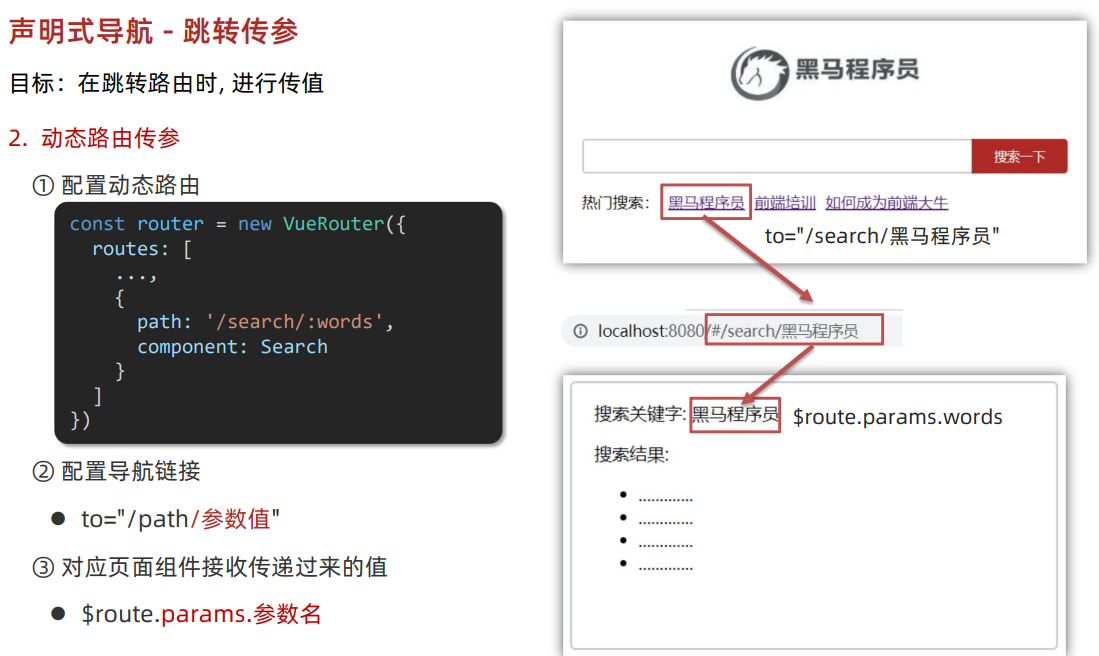 声明式导航 - 跳转传参
目标：在跳转路由时, 进行传值
2. 动态路由传参
① 配置动态路由
const router = new VueRouter({
routes: [
...,
{
path: '/search/:words',
component: Search
}
]
})
② 配置导航链接
● to="/path/参数值"
③ 对应页面组件接收传递过来的值
● $route.params.参数名
黑马程序员
搜索一下
热门搜索： 黑马程序员 前端培训 如何成为前端大牛
to="/search/黑马程序员"
localhost:8080/#/search/黑马程序员
搜索关键字: 黑马程序员 $route.params.words
搜索结果:
● .............
● .............
● .............
● .............